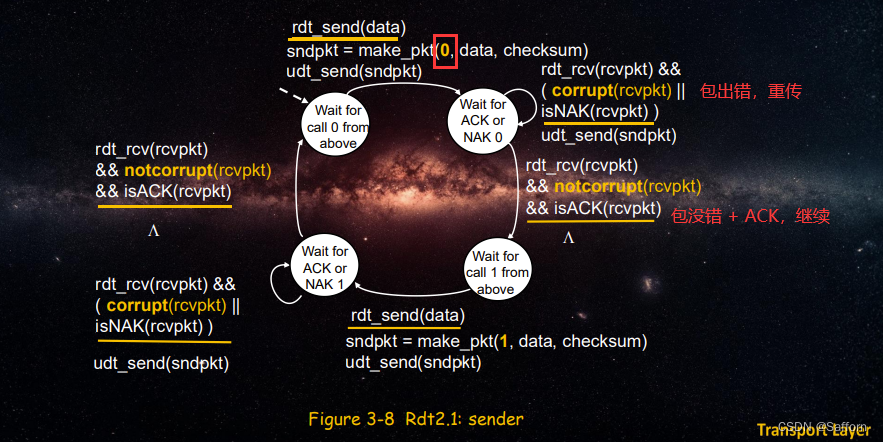 rdt_send(data)
sndpkt = make_pkt(0, data, checksum)
udt_send(sndpkt)
Wait for
call 0 from
above
Wait for
ACK or
NAK 0
rdt_rcv(rcvpkt) &&
( corrupt(rcvpkt) ||
isNAK(rcvpkt) )
包出错，重传
udt_send(sndpkt)
rdt_rcv(rcvpkt)
&& notcorrupt(rcvpkt)
&& isACK(rcvpkt)
Λ
rdt_rcv(rcvpkt)
&& notcorrupt(rcvpkt)
&& isACK(rcvpkt)
包没错 + ACK，继续
Λ
Wait for
ACK or
NAK 1
Wait for
call 1 from
above
rdt_rcv(rcvpkt) &&
( corrupt(rcvpkt) ||
isNAK(rcvpkt) )
udt_send(sndpkt)
rdt_send(data)
sndpkt = make_pkt(1, data, checksum)
udt_send(sndpkt)
Figure 3-8 Rdt2.1: sender
Transport Layer
CSDN @Sefforn